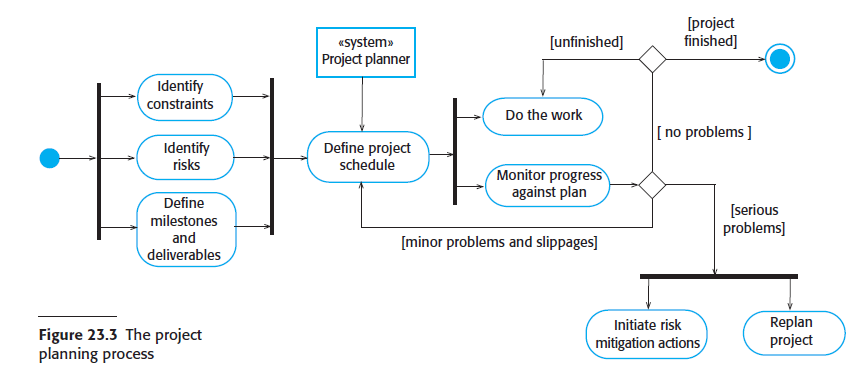 Identify
constraints
Identify
risks
Define
milestones
and
deliverables
«system»
Project planner
Define project
schedule
Do the work
Monitor progress
against plan
[unfinished]
[project
finished]
[ no problems ]
[serious
problems]
[minor problems and slippages]
Initiate risk
mitigation actions
Replan
project
Figure 23.3 The project
planning process